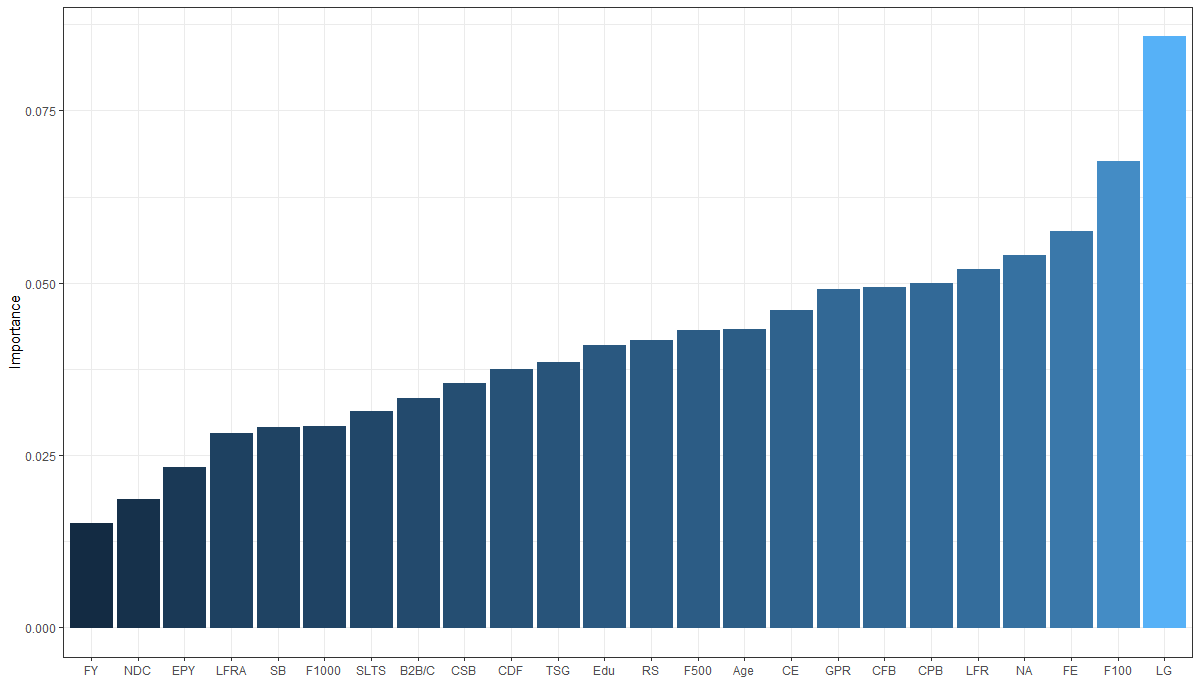 Importance
0.075
0.050
0.025
0.000
FY NDC EPY LFRA SB F1000 SLTS B2B/C CSB CDF TSG Edu RS F500 Age CE GPR CFB CPB LFR NA FE F100 LG